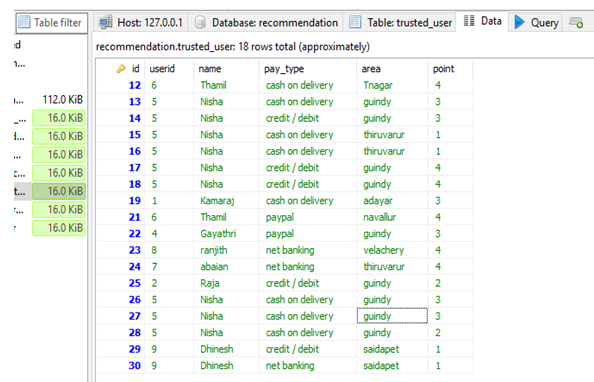 Table filter Host: 127.0.0.1 Database: recommendation Table: trusted_user Data Query
ed recommendation.trusted_user: 18 rows total (approximately)
n...
id userid name pay_type area point
12 6 Thamil cash on delivery Tnagar 4
a... 112.0 KiB 13 5 Nisha cash on delivery guindy 3
_... 16.0 KiB 14 5 Nisha credit / debit guindy 3
... 16.0 KiB 15 5 Nisha cash on delivery thiruvarur 1
... 16.0 KiB 16 5 Nisha cash on delivery thiruvarur 1
c... 16.0 KiB 17 5 Nisha credit / debit guindy 4
t... 16.0 KiB 18 5 Nisha credit / debit guindy 4
r... 16.0 KiB 19 1 Kamaraj cash on delivery adayar 3
r 16.0 KiB 21 6 Thamil paypal navallur 4
22 4 Gayathri paypal guindy 3
23 8 ranjith net banking velachery 4
24 7 abaian net banking thiruvarur 4
25 2 Raja credit / debit guindy 2
26 5 Nisha cash on delivery guindy 3
27 5 Nisha cash on delivery guindy 3
28 5 Nisha cash on delivery guindy 2
29 9 Dhinesh credit / debit saidapet 1
30 9 Dhinesh net banking saidapet 1